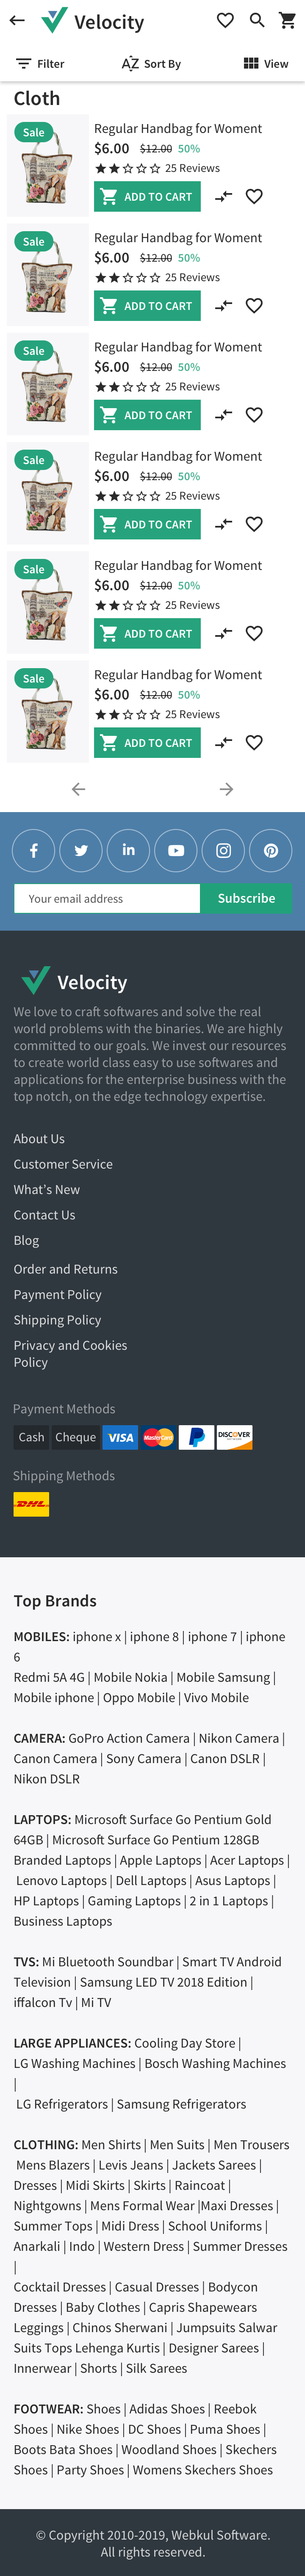 Velocity
Filter
AZ Sort By
View
Cloth
Sale
Regular Handbag for Woment
$6.00 $12.00 50%
25 Reviews
ADD TO CART
Sale
Regular Handbag for Woment
$6.00 $12.00 50%
25 Reviews
ADD TO CART
Sale
Regular Handbag for Woment
$6.00 $12.00 50%
25 Reviews
ADD TO CART
Sale
Regular Handbag for Woment
$6.00 $12.00 50%
25 Reviews
ADD TO CART
Sale
Regular Handbag for Woment
$6.00 $12.00 50%
25 Reviews
ADD TO CART
Sale
Regular Handbag for Woment
$6.00 $12.00 50%
25 Reviews
ADD TO CART
Your email address
Subscribe
Velocity
We love to craft softwares and solve the real
world problems with the binaries. We are highly
committed to our goals. We invest our resources
to create world class easy to use softwares and
applications for the enterprise business with the
top notch, on the edge technology expertise.
About Us
Customer Service
What's New
Contact Us
Blog
Order and Returns
Payment Policy
Shipping Policy
Privacy and Cookies
Policy
Payment Methods
Cash Cheque VISA MasterCard DISCOVER
Shipping Methods
DHL
Top Brands
MOBILES: iphone x | iphone 8 | iphone 7 | iphone
6
Redmi 5A 4G | Mobile Nokia | Mobile Samsung |
Mobile iphone | Oppo Mobile | Vivo Mobile
CAMERA: GoPro Action Camera | Nikon Camera |
Canon Camera | Sony Camera | Canon DSLR |
Nikon DSLR
LAPTOPS: Microsoft Surface Go Pentium Gold
64GB | Microsoft Surface Go Pentium 128GB
Branded Laptops | Apple Laptops | Acer Laptops |
Lenovo Laptops | Dell Laptops | Asus Laptops |
HP Laptops | Gaming Laptops | 2 in 1 Laptops |
Business Laptops
TVS: Mi Bluetooth Soundbar | Smart TV Android
Television | Samsung LED TV 2018 Edition |
iffalcon Tv | Mi TV
LARGE APPLIANCES: Cooling Day Store |
LG Washing Machines | Bosch Washing Machines
|
LG Refrigerators | Samsung Refrigerators
CLOTHING: Men Shirts | Men Suits | Men Trousers
Mens Blazers | Levis Jeans | Jackets Sarees |
Dresses | Midi Skirts | Skirts | Raincoat |
Nightgowns | Mens Formal Wear |Maxi Dresses |
Summer Tops | Midi Dress | School Uniforms |
Anarkali | Indo | Western Dress | Summer Dresses
|
Cocktail Dresses | Casual Dresses | Bodycon
Dresses | Baby Clothes | Capris Shapewears
Leggings | Chinos Sherwani | Jumpsuits Salwar
Suits Tops Lehenga Kurtis | Designer Sarees |
Innerwear | Shorts | Silk Sarees
FOOTWEAR: Shoes | Adidas Shoes | Reebok
Shoes | Nike Shoes | DC Shoes | Puma Shoes |
Boots Bata Shoes | Woodland Shoes | Skechers
Shoes | Party Shoes | Womens Skechers Shoes
© Copyright 2010-2019, Webkul Software.
All rights reserved.